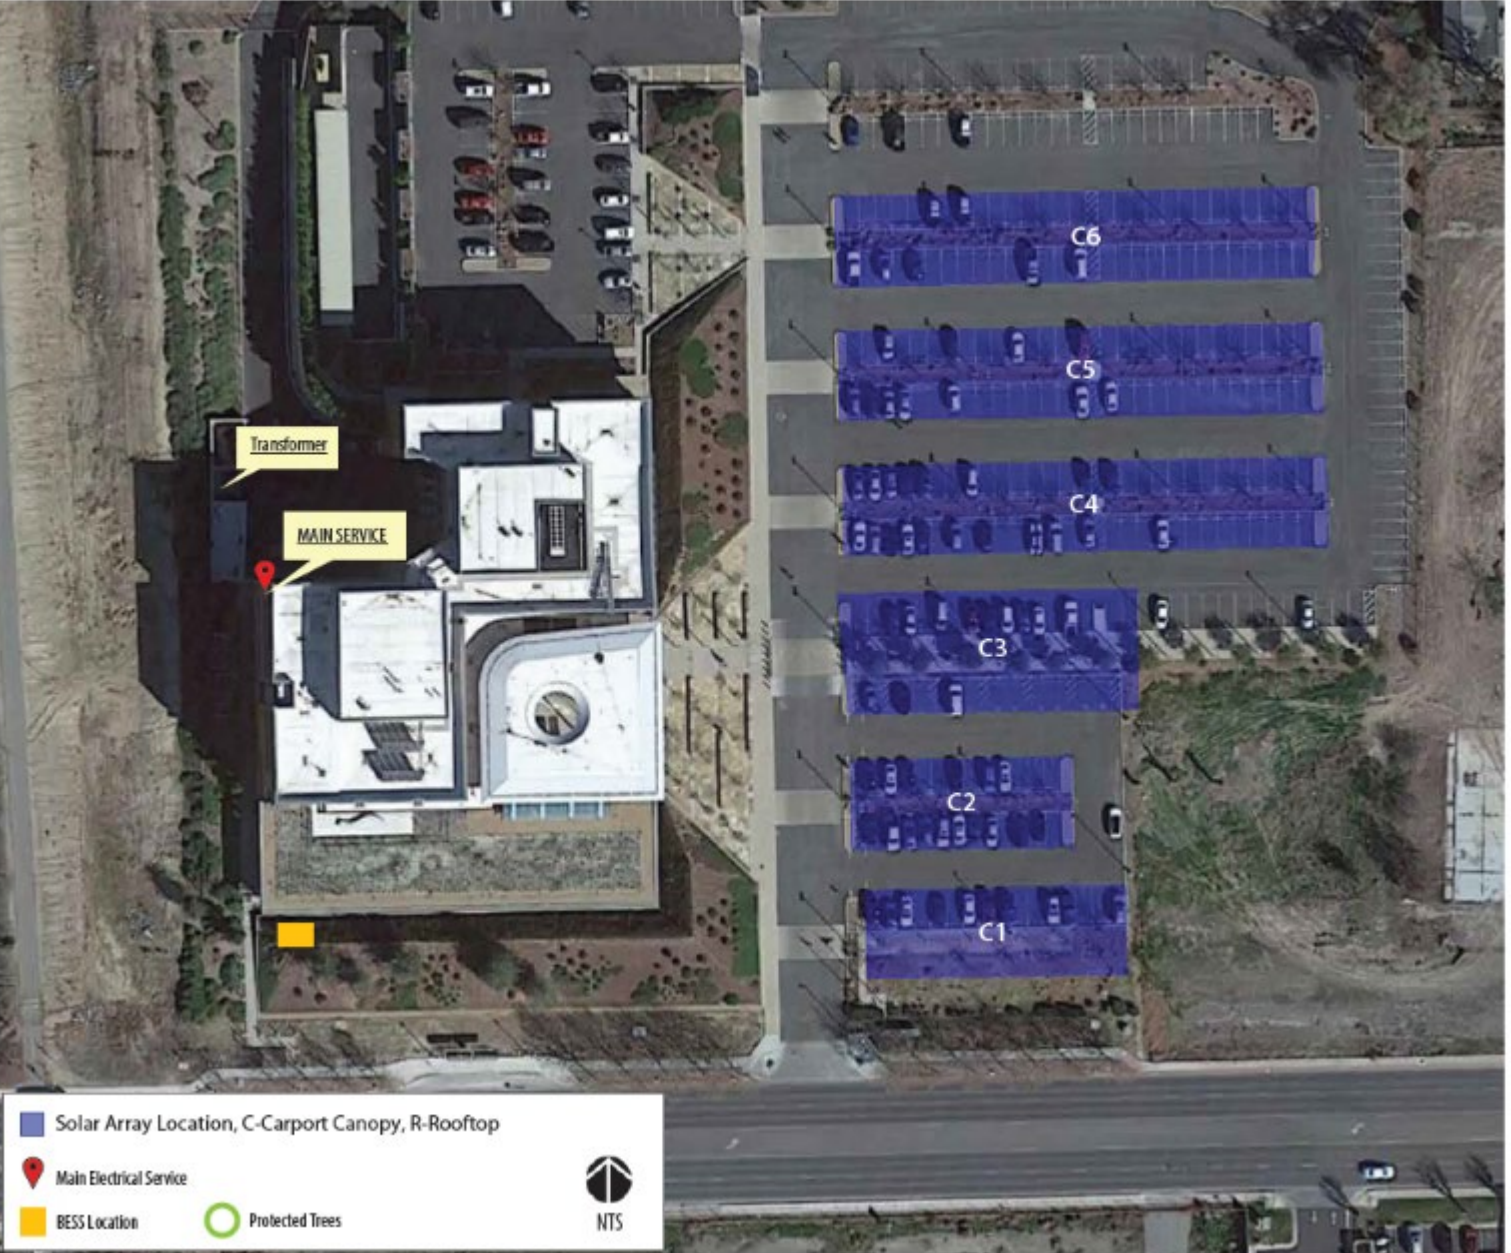 C6
C5
C4
Transformer
MAIN SERVICE
C3
C2
C1
Solar Array Location, C-Carport Canopy, R-Rooftop
Main Electrical Service
BESS Location
Protected Trees
NTS